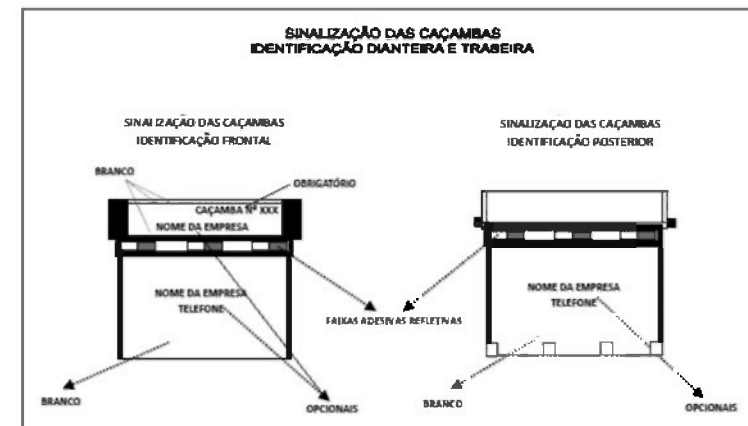 SINALIZAÇÃO DAS CAÇAMBAS
IDENTIFICAÇÃO DIANTEIRA E TRASEIRA
SINALIZAÇÃO DAS CAÇAMBAS
IDENTIFICAÇÃO FRONTAL
BRANCO
OBRIGATÓRIO
CAÇAMBA Nº XXX
NOME DA EMPRESA
NOME DA EMPRESA
TELEFONE
BRANCO
OPCIONAIS
FAIXAS ADESIVAS REFLETIVAS
SINALIZAÇÃO DAS CAÇAMBAS
IDENTIFICAÇÃO POSTERIOR
NOME DA EMPRESA
TELEFONE
BRANCO
OPCIONAIS